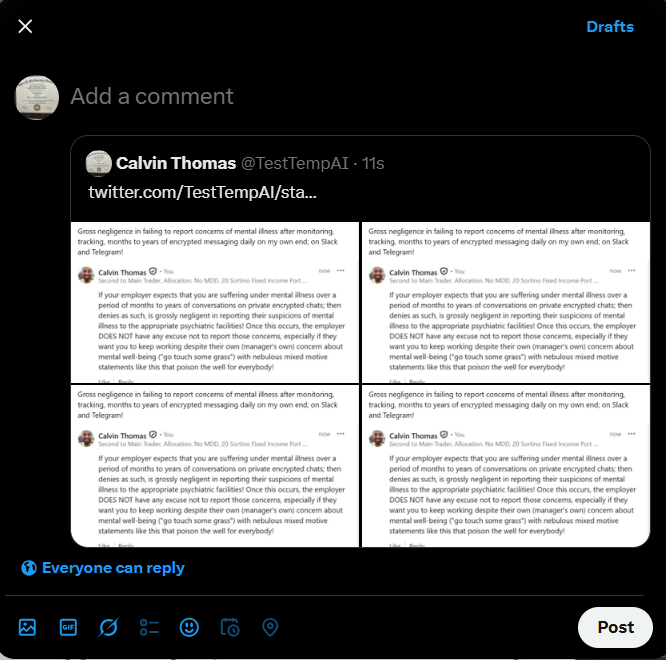 Drafts
Add a comment
Calvin Thomas @TestTempAI · 11s
twitter.com/TestTempAI/sta...
Gross negligence in failing to report concerns of mental illness after monitoring,
tracking, months to years of encrypted messaging daily on my own end; on Slack
and Telegram!
Calvin Thomas • You
now •••
Second to Main Trader, Allocation, No MDD, 20 Sortino Fixed Income Port ...
If your employer expects that you are suffering under mental illness over a
period of months to years of conversations on private encrypted chats; then
denies as such, is grossly negligent in reporting their suspicions of mental
illness to the appropriate psychiatric facilities! Once this occurs, the employer
DOES NOT have any excuse not to report those concerns, especially if they
want you to keep working despite their own (manager's own) concern about
mental well-being ("go touch some grass") with nebulous mixed motive
statements like this that poison the well for everybody!
Like | Reply
Gross negligence in failing to report concerns of mental illness after monitoring,
tracking, months to years of encrypted messaging daily on my own end; on Slack
and Telegram!
Calvin Thomas • You
now •••
Second to Main Trader, Allocation, No MDD, 20 Sortino Fixed Income Port ...
If your employer expects that you are suffering under mental illness over a
period of months to years of conversations on private encrypted chats; then
denies as such, is grossly negligent in reporting their suspicions of mental
illness to the appropriate psychiatric facilities! Once this occurs, the employer
DOES NOT have any excuse not to report those concerns, especially if they
want you to keep working despite their own (manager's own) concern about
mental well-being ("go touch some grass") with nebulous mixed motive
statements like this that poison the well for everybody!
Like | Reply
Gross negligence in failing to report concerns of mental illness after monitoring,
tracking, months to years of encrypted messaging daily on my own end; on Slack
and Telegram!
Calvin Thomas • You
now •••
Second to Main Trader, Allocation, No MDD, 20 Sortino Fixed Income Port ...
If your employer expects that you are suffering under mental illness over a
period of months to years of conversations on private encrypted chats; then
denies as such, is grossly negligent in reporting their suspicions of mental
illness to the appropriate psychiatric facilities! Once this occurs, the employer
DOES NOT have any excuse not to report those concerns, especially if they
want you to keep working despite their own (manager's own) concern about
mental well-being ("go touch some grass") with nebulous mixed motive
statements like this that poison the well for everybody!
Like | Reply
Gross negligence in failing to report concerns of mental illness after monitoring,
tracking, months to years of encrypted messaging daily on my own end; on Slack
and Telegram!
Calvin Thomas • You
now •••
Second to Main Trader, Allocation, No MDD, 20 Sortino Fixed Income Port ...
If your employer expects that you are suffering under mental illness over a
period of months to years of conversations on private encrypted chats; then
denies as such, is grossly negligent in reporting their suspicions of mental
illness to the appropriate psychiatric facilities! Once this occurs, the employer
DOES NOT have any excuse not to report those concerns, especially if they
want you to keep working despite their own (manager's own) concern about
mental well-being ("go touch some grass") with nebulous mixed motive
statements like this that poison the well for everybody!
Like | Reply
Everyone can reply
GIF
Post